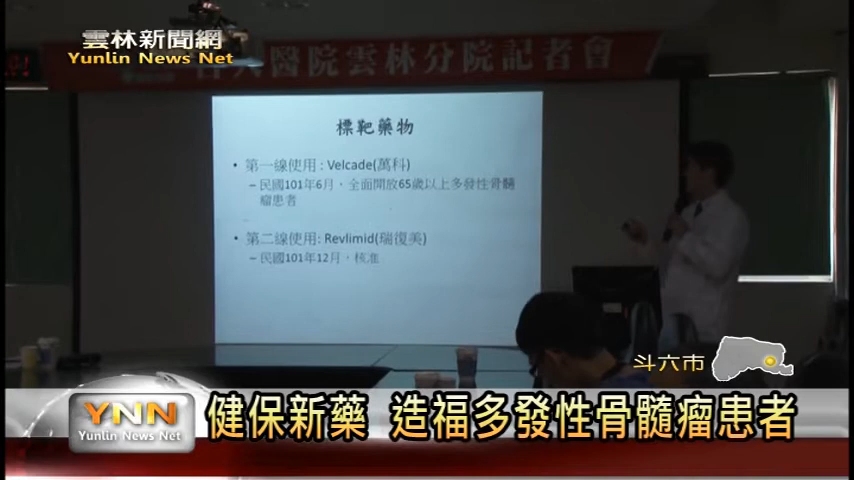 雲林新聞網
Yunlin News Net
醫院雲林分院記者會
標靶藥物
• 第一線使用 : Velcade(萬科)
– 民國101年6月，全面開放65歲以上多發性骨髓
瘤患者
• 第二線使用: Revlimid(瑞復美)
– 民國101年12月，核准
斗六市
YNN
Yunlin News Net
健保新藥 造福多發性骨髓瘤患者